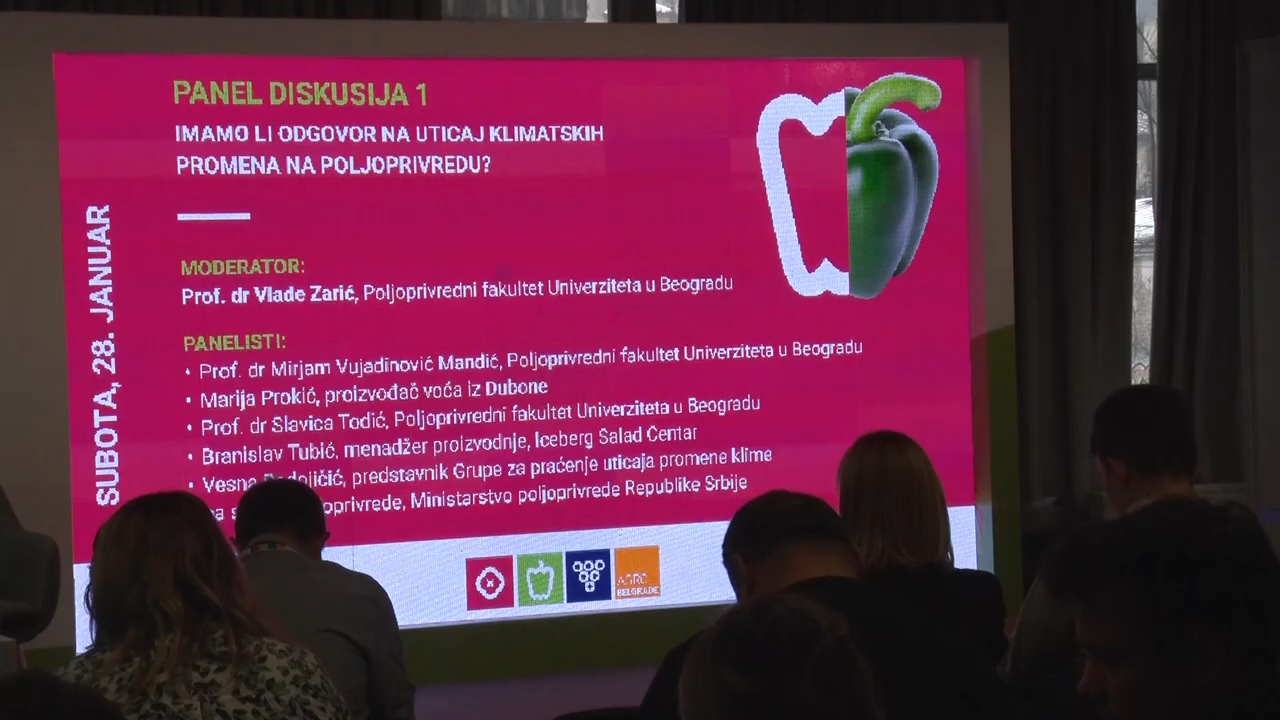 PANEL DISKUSIJA 1
IMAMO LI ODGOVOR NA UTICAJ KLIMATSKIH
PROMENA NA POLJOPRIVREDU?
SUBOTA, 28. JANUAR
MODERATOR:
Prof. dr Vlade Zarić, Poljoprivredni fakultet Univerziteta u Beogradu
PANELISTI:
• Prof. dr Mirjam Vujadinović Mandić, Poljoprivredni fakultet Univerziteta u Beogradu
• Marija Prokić, proizvođač voća iz Dubone
• Prof. dr Slavica Todić, Poljoprivredni fakultet Univerziteta u Beogradu
• Branislav Tubić, menadžer proizvodnje, Iceberg Salad Centar
• Vesna predstavnik Grupe za praćenje uticaja promene klime
Ministarstvo poljoprivrede Republike Srbije
AGRO
BELGRADE